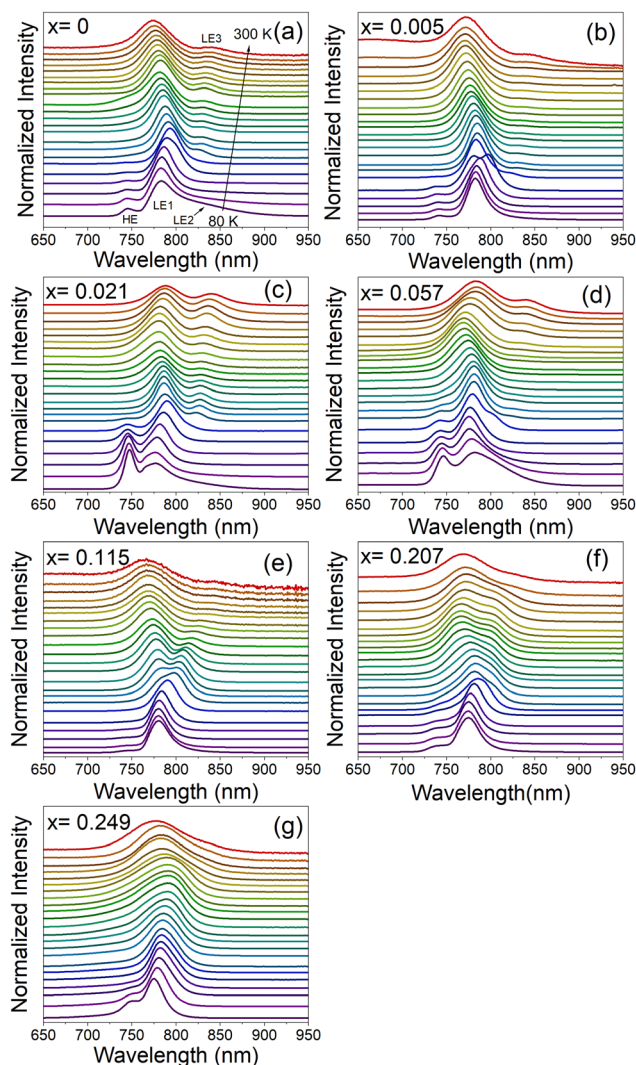 x= 0
LE3
300 K
(a)
HE
LE1
LE2
80 K
Normalized Intensity
650 700 750 800 850 900 950
Wavelength (nm)
x= 0.005
(b)
Normalized Intensity
650 700 750 800 850 900 950
Wavelength (nm)
x= 0.021
(c)
Normalized Intensity
650 700 750 800 850 900 950
Wavelength (nm)
x= 0.057
(d)
Normalized Intensity
650 700 750 800 850 900 950
Wavelength (nm)
x= 0.115
(e)
Normalized Intensity
650 700 750 800 850 900 950
Wavelength (nm)
x= 0.207
(f)
Normalized Intensity
650 700 750 800 850 900 950
Wavelength(nm)
x= 0.249
(g)
Normalized Intensity
650 700 750 800 850 900 950
Wavelength (nm)